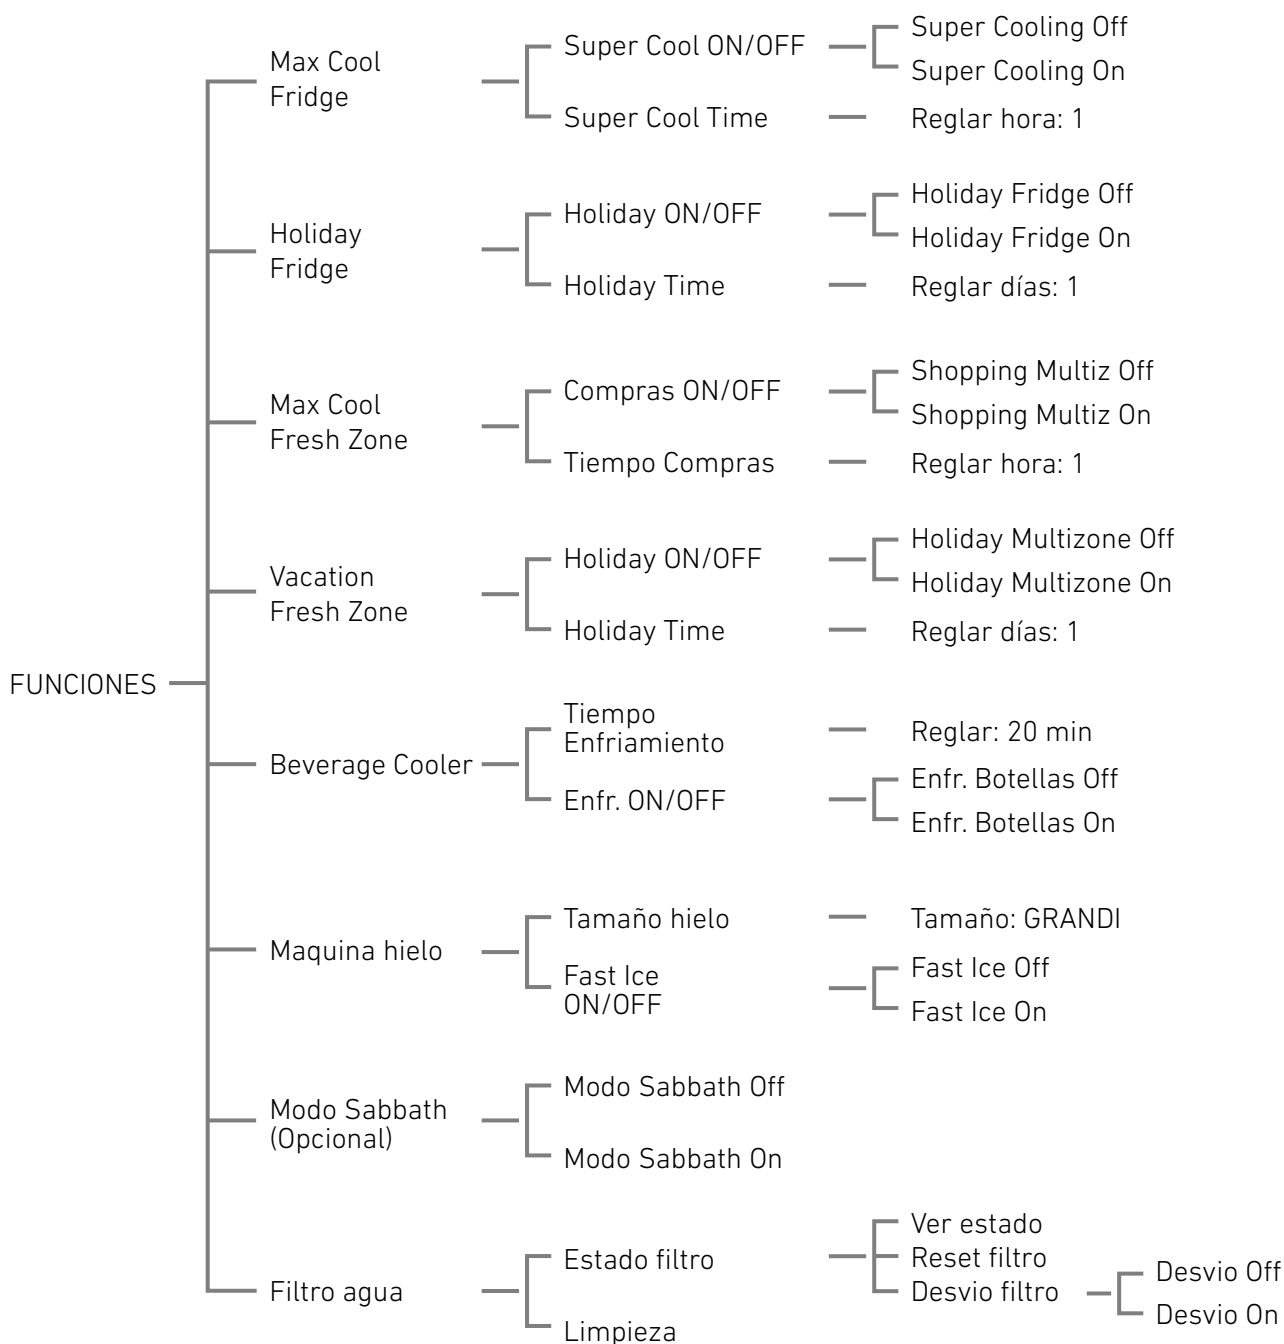 FUNCIONES
Max Cool
Fridge
Super Cool ON/OFF
Super Cooling Off
Super Cooling On
Super Cool Time
Reglar hora: 1
Holiday
Fridge
Holiday ON/OFF
Holiday Fridge Off
Holiday Fridge On
Holiday Time
Reglar días: 1
Max Cool
Fresh Zone
Compras ON/OFF
Shopping Multiz Off
Shopping Multiz On
Tiempo Compras
Reglar hora: 1
Vacation
Fresh Zone
Holiday ON/OFF
Holiday Multizone Off
Holiday Multizone On
Holiday Time
Reglar días: 1
Beverage Cooler
Tiempo
Enfriamiento
Reglar: 20 min
Enfr. ON/OFF
Enfr. Botellas Off
Enfr. Botellas On
Maquina hielo
Tamaño hielo
Tamaño: GRANDI
Fast Ice
ON/OFF
Fast Ice Off
Fast Ice On
Modo Sabbath
(Opcional)
Modo Sabbath Off
Modo Sabbath On
Filtro agua
Estado filtro
Ver estado
Reset filtro
Desvio filtro
Desvio Off
Desvio On
Limpieza